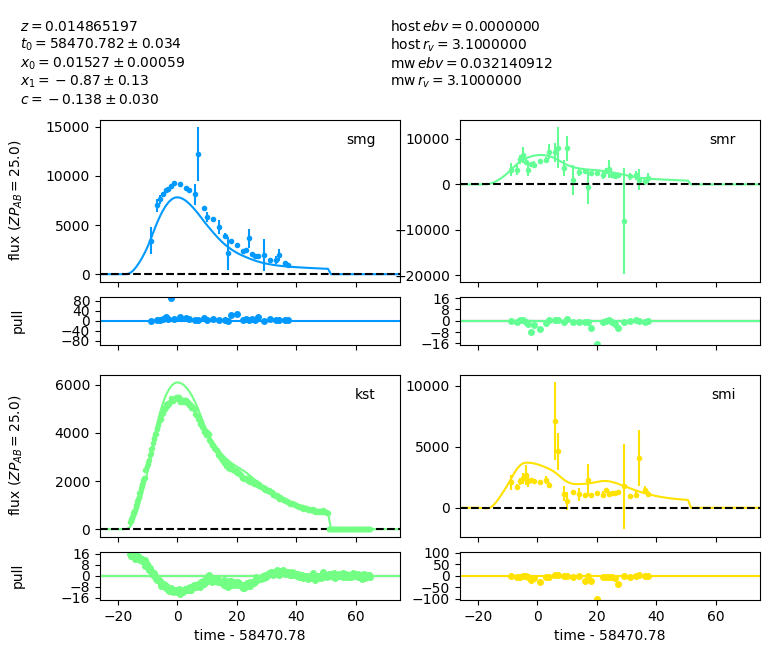 z = 0.014865197
t₀ = 58470.782 ± 0.034
x₀ = 0.01527 ± 0.00059
x₁ = −0.87 ± 0.13
c = −0.138 ± 0.030
host ebv = 0.0000000
host r_v = 3.1000000
mw ebv = 0.032140912
mw r_v = 3.1000000
flux (ZP_AB = 25.0)
15000
10000
5000
0
smg
10000
0
−10000
−20000
smr
pull
80
40
0
−40
−80
16
8
0
−8
−16
flux (ZP_AB = 25.0)
6000
4000
2000
0
kst
10000
5000
0
smi
pull
16
8
0
−8
−16
100
50
0
−50
−100
−20 0 20 40 60
−20 0 20 40 60
time - 58470.78
time - 58470.78